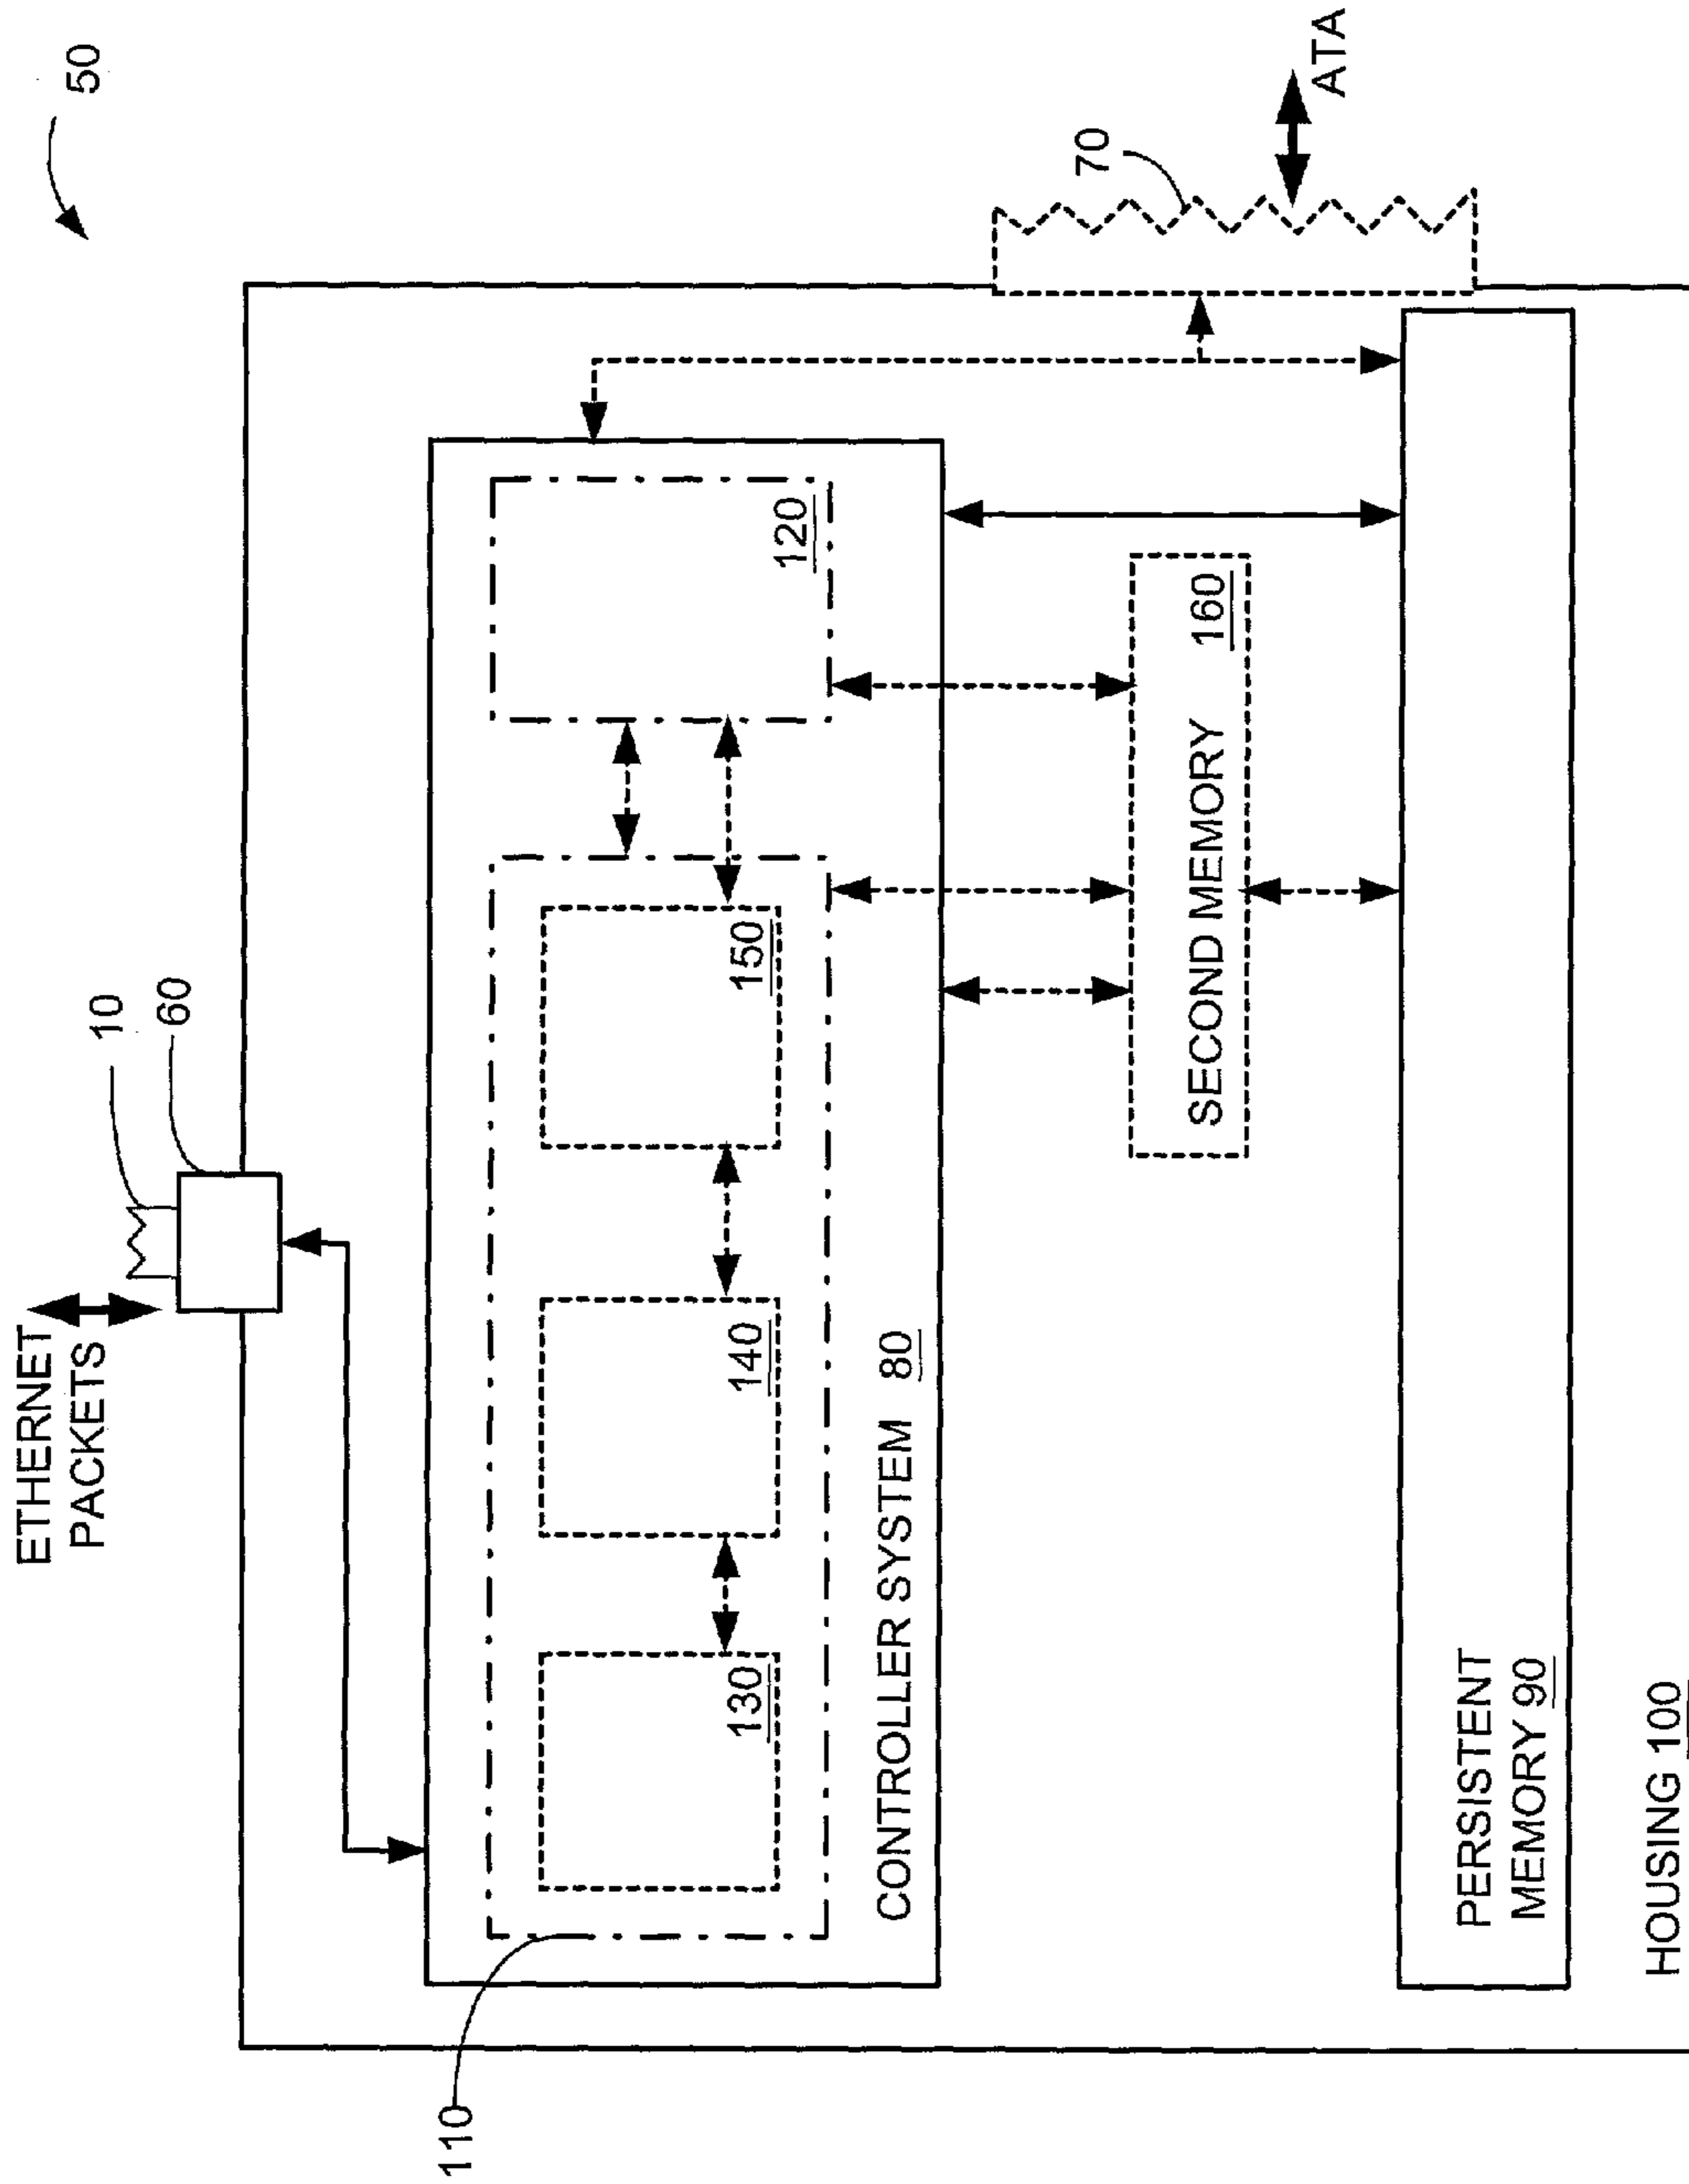 50
ETHERNET
PACKETS
10
60
70
ATA
110
120
130
140
150
CONTROLLER SYSTEM 80
SECOND MEMORY 160
PERSISTENT
MEMORY 90
HOUSING 100